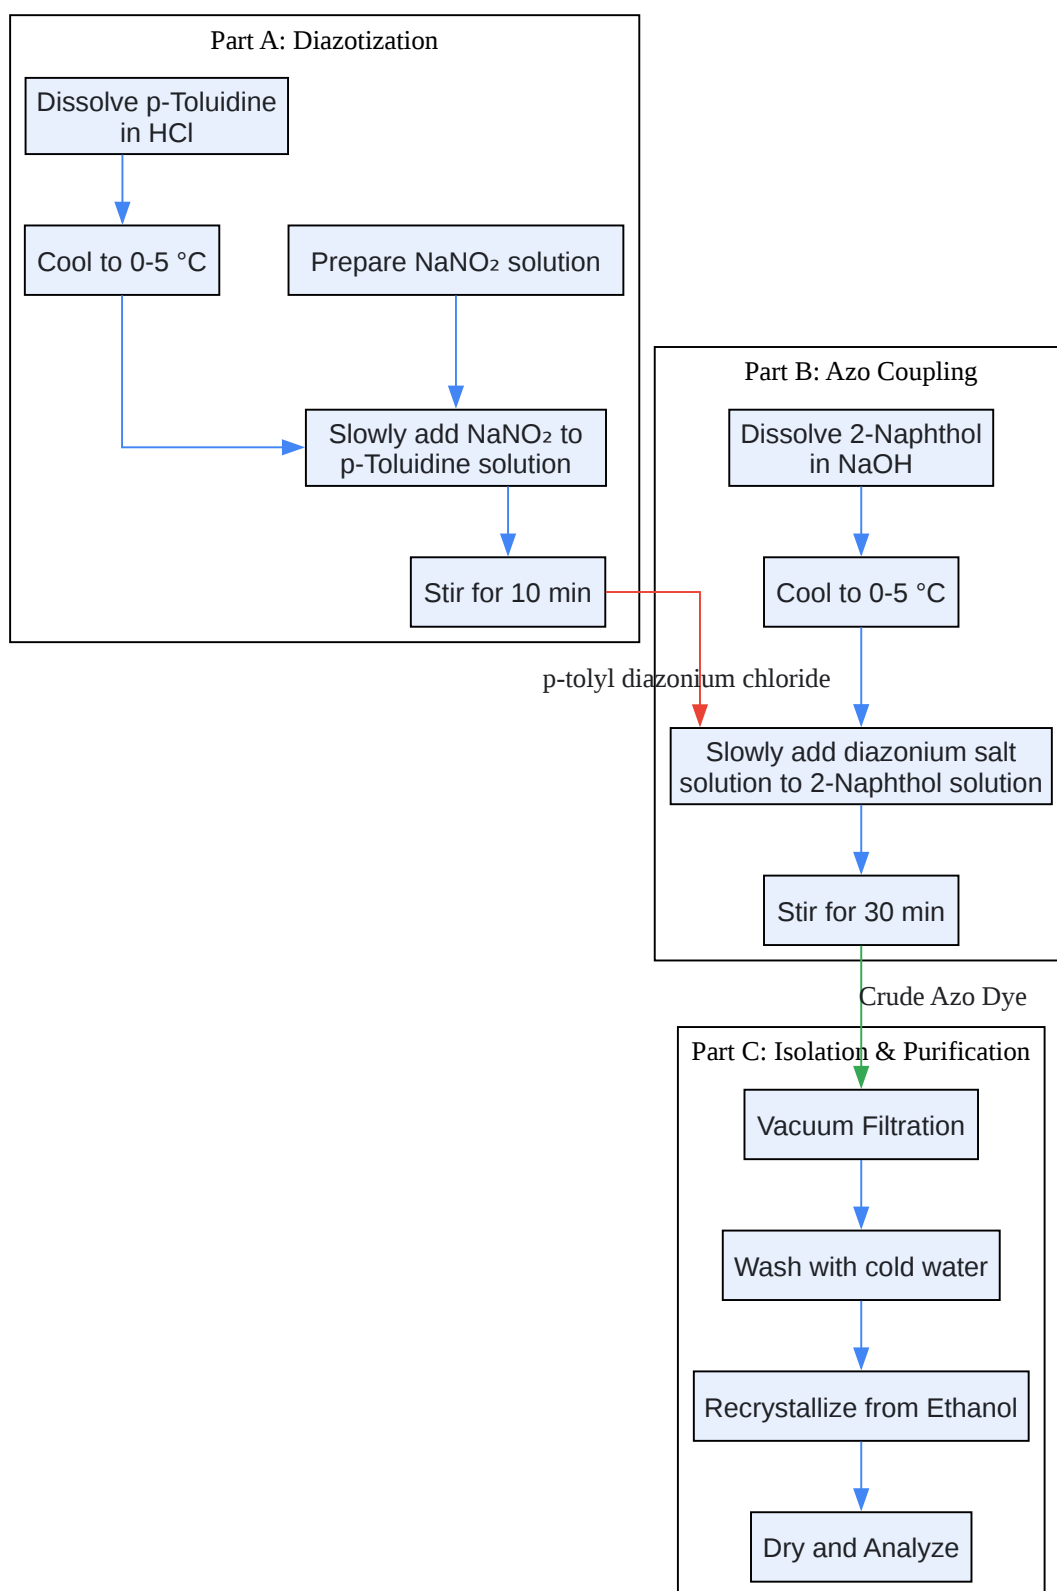 Part A: Diazotization
Dissolve p-Toluidine
in HCl
Cool to 0-5 °C
Prepare NaNO₂ solution
Slowly add NaNO₂ to
p-Toluidine solution
Stir for 10 min
Part B: Azo Coupling
Dissolve 2-Naphthol
in NaOH
Cool to 0-5 °C
p-tolyl diazonium chloride
Slowly add diazonium salt
solution to 2-Naphthol solution
Stir for 30 min
Crude Azo Dye
Part C: Isolation & Purification
Vacuum Filtration
Wash with cold water
Recrystallize from Ethanol
Dry and Analyze